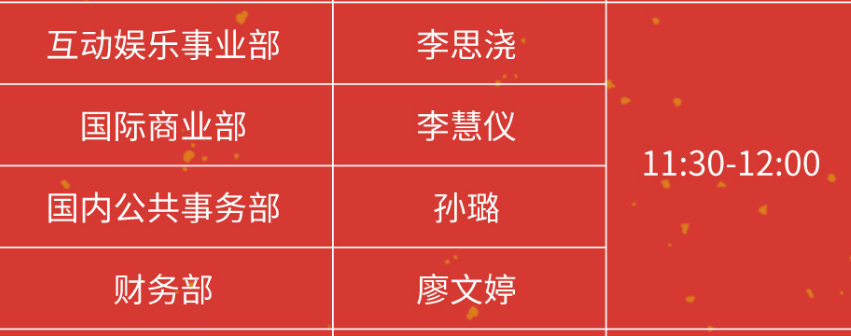 互动娱乐事业部 李思浇
国际商业部 李慧仪
11:30-12:00
国内公共事务部 孙璐
财务部 廖文婷